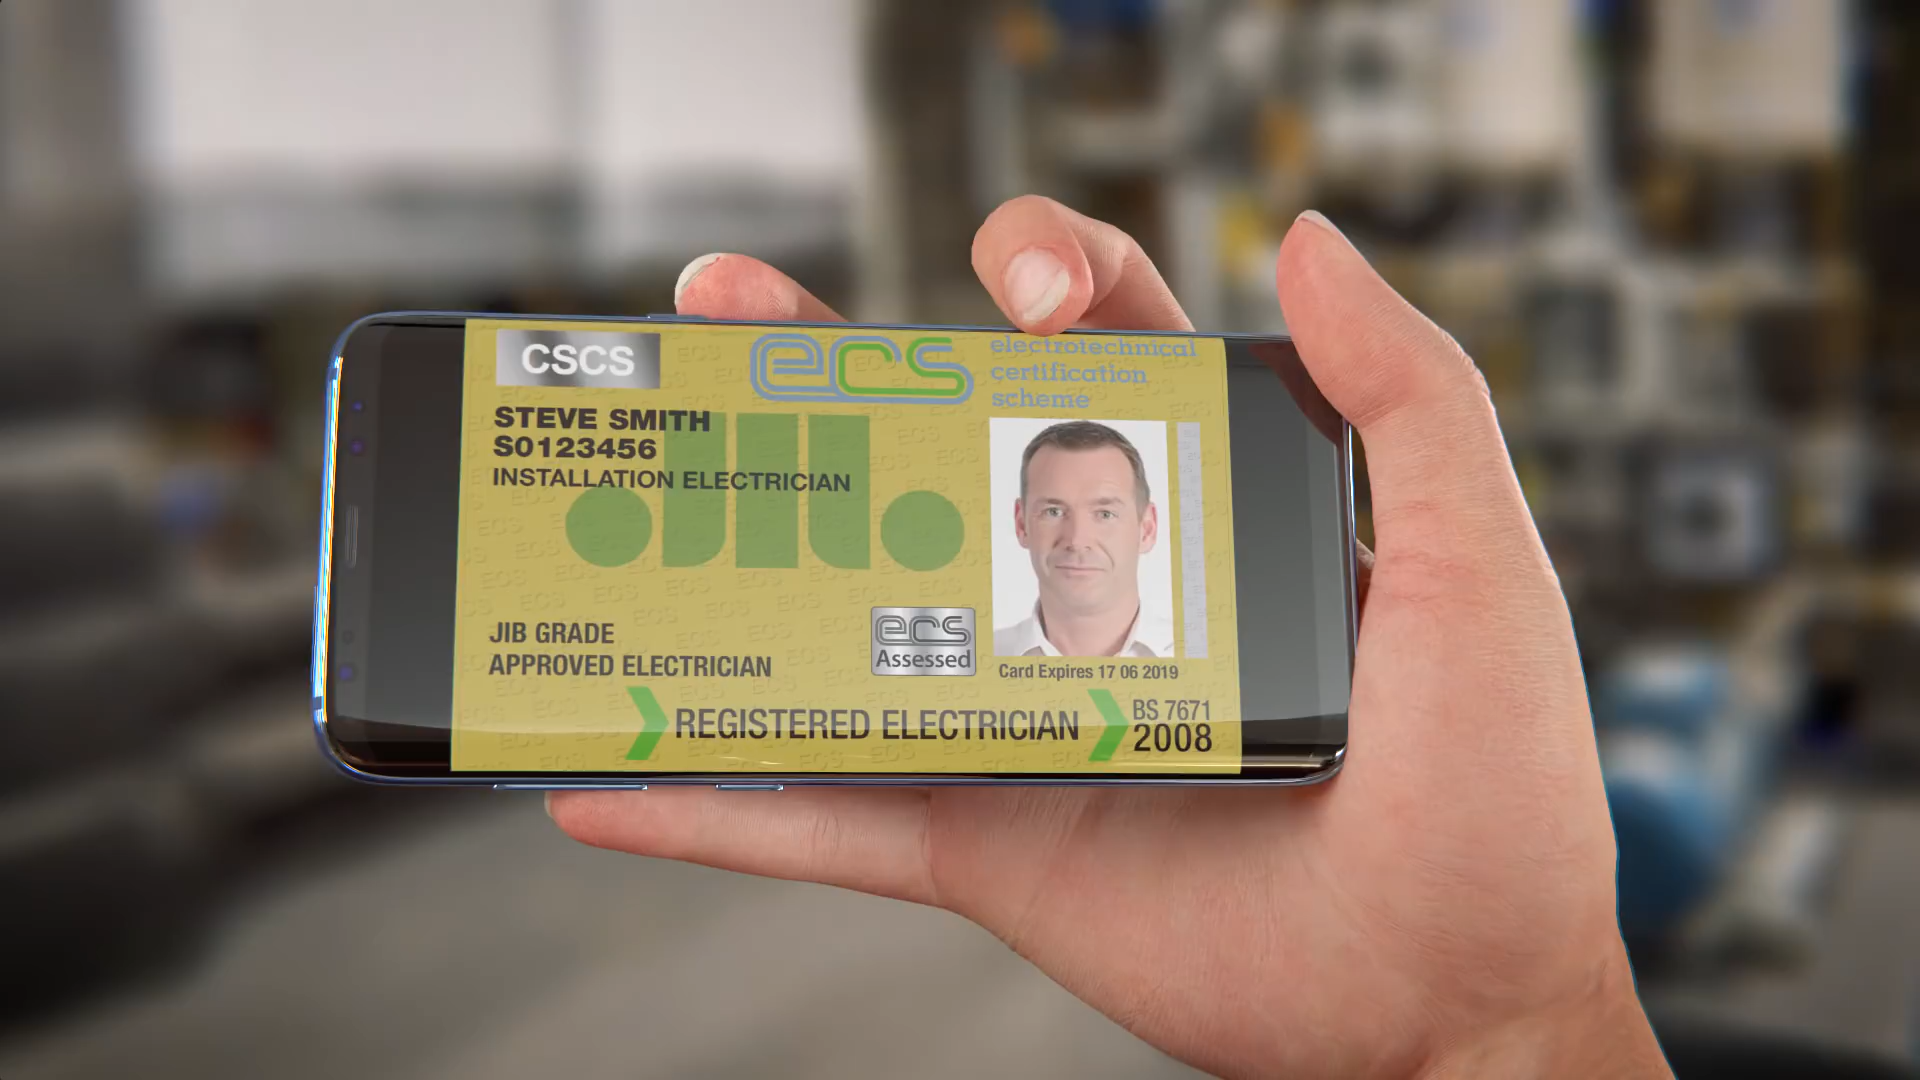 CSCS
ecs
electrotechnical
certification
scheme
STEVE SMITH
S0123456
INSTALLATION ELECTRICIAN
jib
JIB GRADE
APPROVED ELECTRICIAN
ecs
Assessed
Card Expires 17 06 2019
REGISTERED ELECTRICIAN
BS 7671
2008